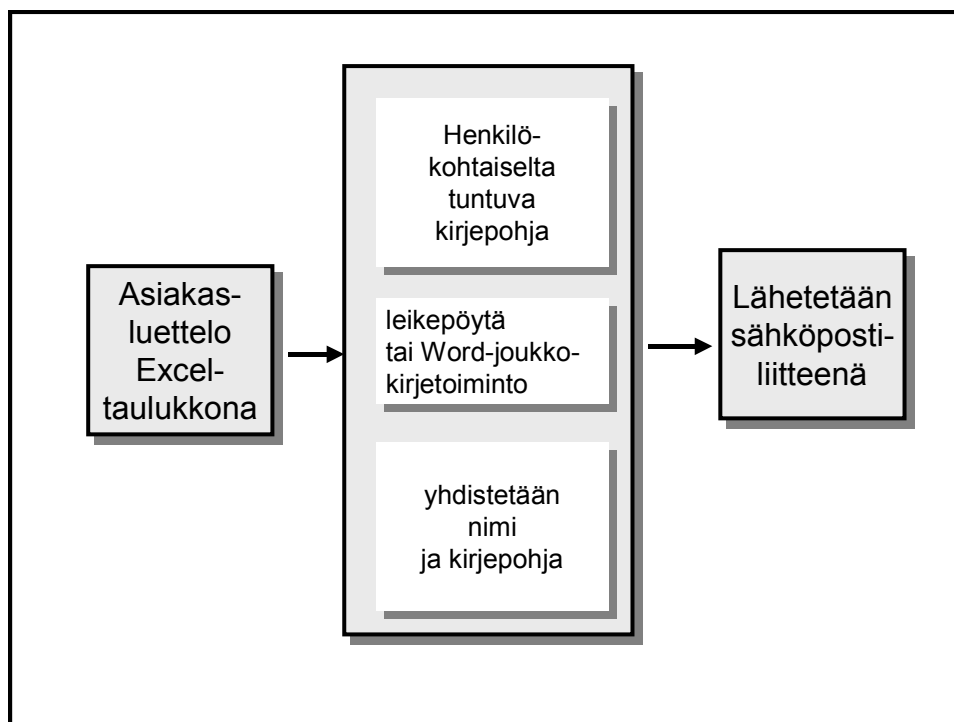 Asiakas-
luettelo
Excel-
taulukkona
Henkilö-
kohtaiselta
tuntuva
kirjepohja
leikepöytä
tai Word-joukko-
kirjetoiminto
yhdistetään
nimi
ja kirjepohja
Lähetetään
sähköposti-
liitteenä